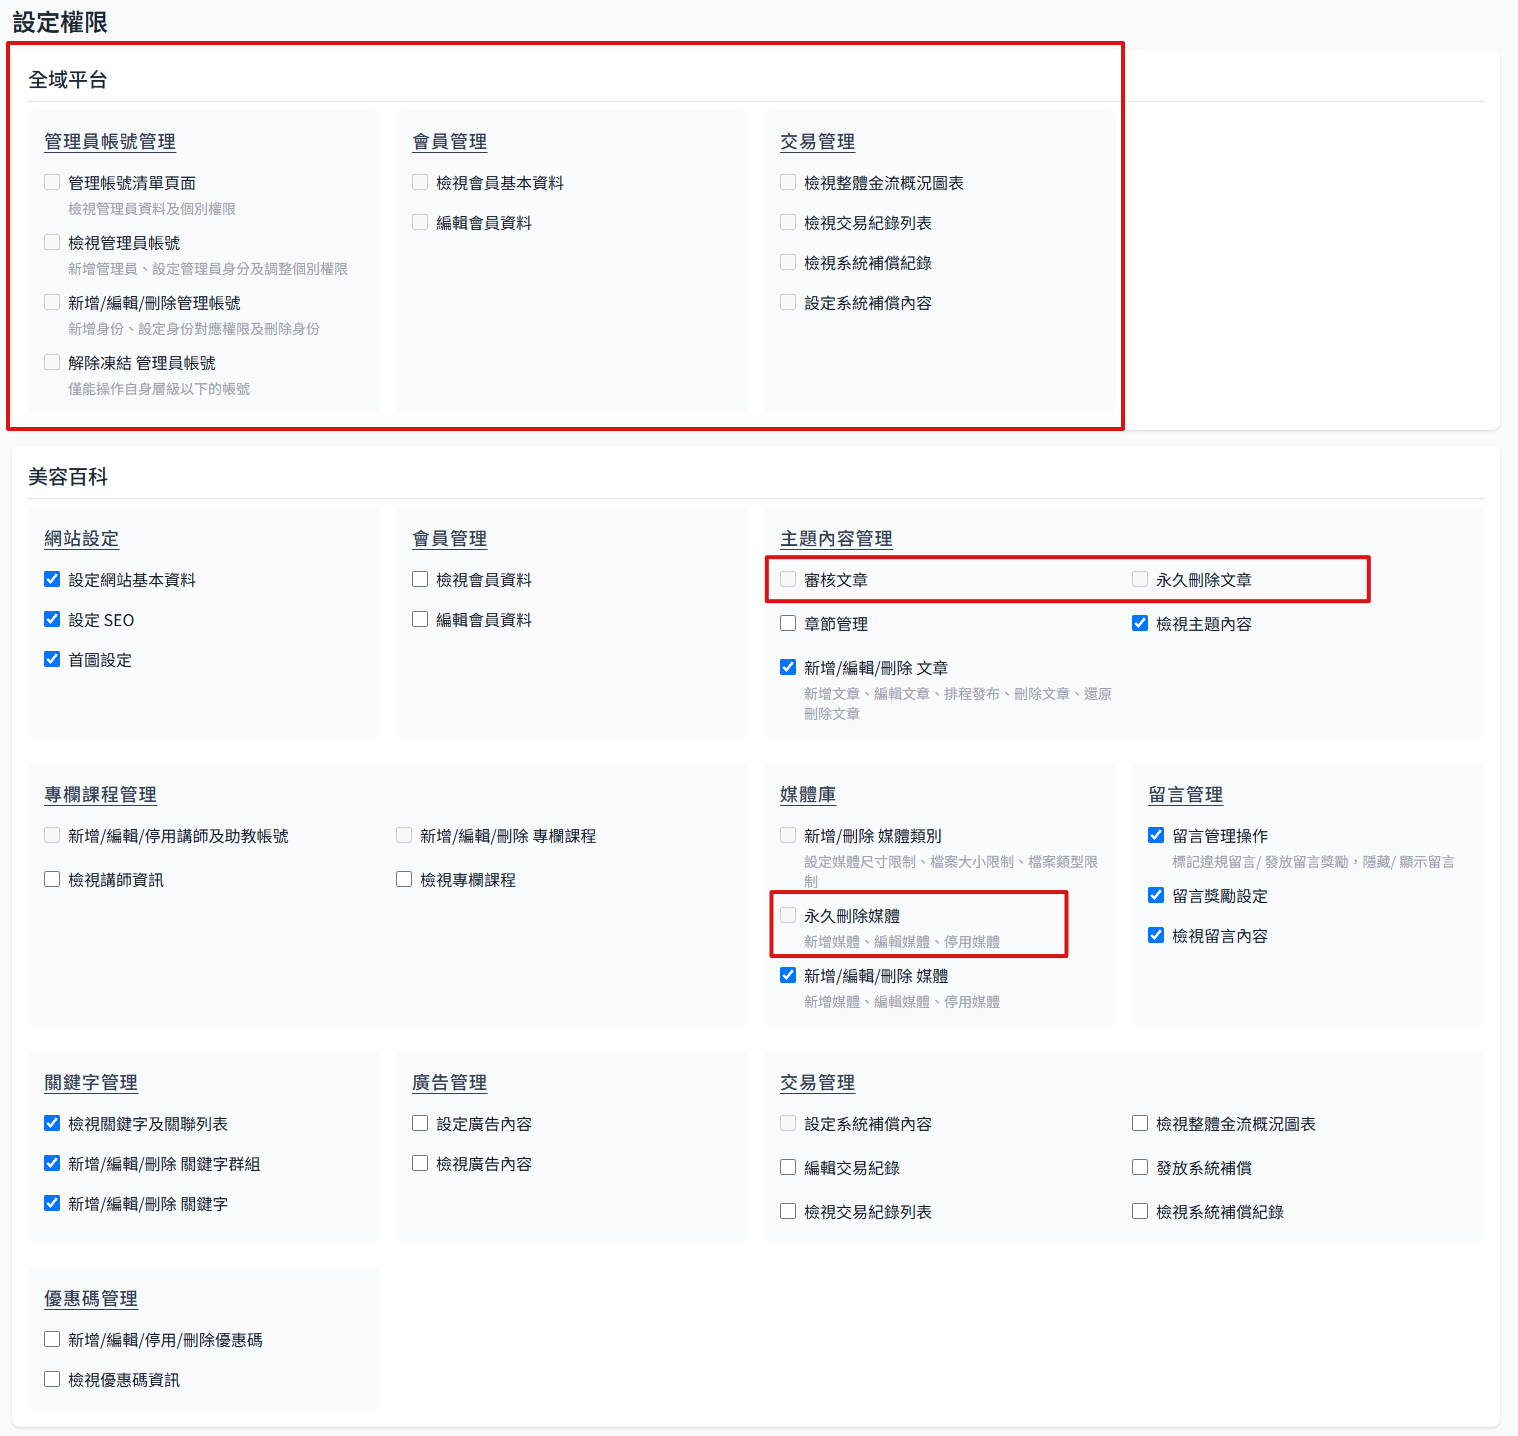 設定權限
全域平台
管理員帳號管理
管理帳號清單頁面
檢視管理員資料及個別權限
檢視管理員帳號
新增管理員、設定管理員身分及調整個別權限
新增/編輯/刪除管理帳號
新增身份、設定身份對應權限及刪除身份
解除凍結 管理員帳號
僅能操作自身層級以下的帳號
會員管理
檢視會員基本資料
編輯會員資料
交易管理
檢視整體金流概況圖表
檢視交易紀錄列表
檢視系統補償紀錄
設定系統補償內容
美容百科
網站設定
設定網站基本資料
設定 SEO
首圖設定
會員管理
檢視會員資料
編輯會員資料
主題內容管理
審核文章
永久刪除文章
章節管理
檢視主題內容
新增/編輯/刪除 文章
新增文章、編輯文章、排程發布、刪除文章、還原
刪除文章
專欄課程管理
新增/編輯/停用講師及助教帳號
新增/編輯/刪除 專欄課程
檢視講師資訊
檢視專欄課程
媒體庫
新增/刪除 媒體類別
設定媒體尺寸限制、檔案大小限制、檔案類型限
制
永久刪除媒體
新增媒體、編輯媒體、停用媒體
新增/編輯/刪除 媒體
新增媒體、編輯媒體、停用媒體
留言管理
留言管理操作
標記違規留言/ 發放留言獎勵，隱藏/ 顯示留言
留言獎勵設定
檢視留言內容
關鍵字管理
檢視關鍵字及關聯列表
新增/編輯/刪除 關鍵字群組
新增/編輯/刪除 關鍵字
廣告管理
設定廣告內容
檢視廣告內容
交易管理
設定系統補償內容
檢視整體金流概況圖表
編輯交易紀錄
發放系統補償
檢視交易紀錄列表
檢視系統補償紀錄
優惠碼管理
新增/編輯/停用/刪除優惠碼
檢視優惠碼資訊